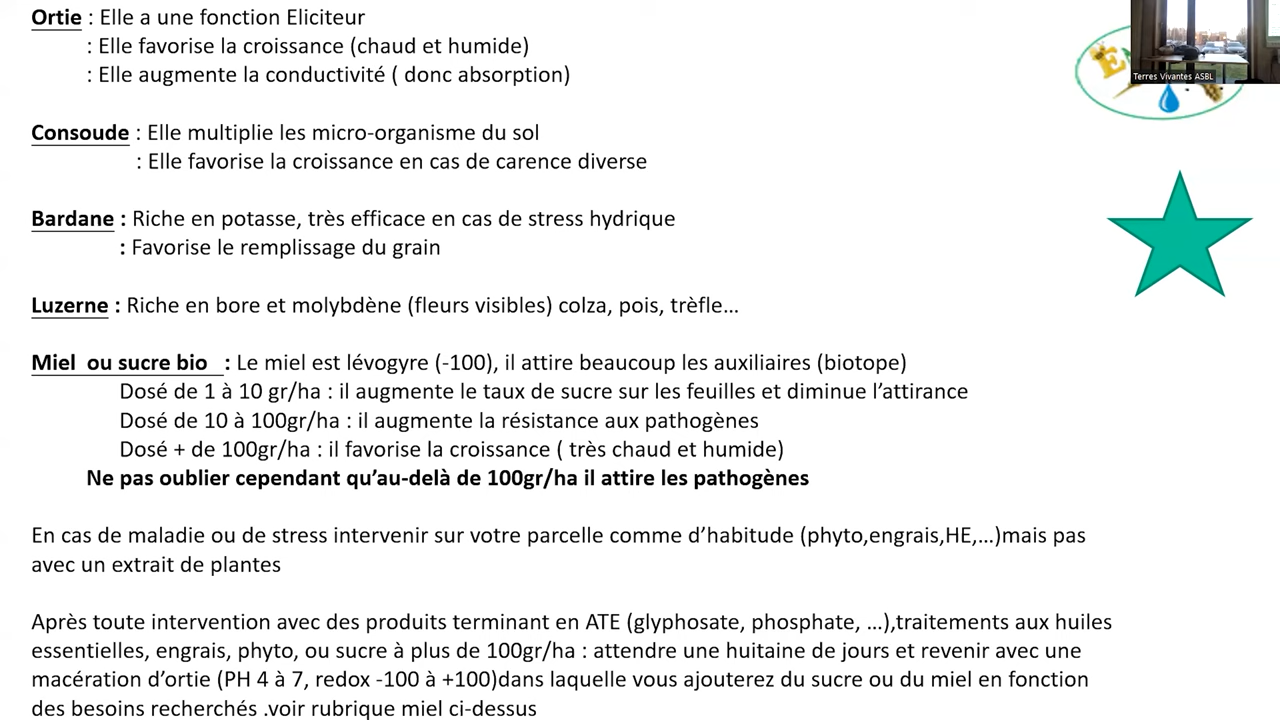 Ortie : Elle a une fonction Eliciteur
: Elle favorise la croissance (chaud et humide)
: Elle augmente la conductivité ( donc absorption)
Terres Vivantes ASBL
Consoude : Elle multiplie les micro-organisme du sol
: Elle favorise la croissance en cas de carence diverse
Bardane : Riche en potasse, très efficace en cas de stress hydrique
: Favorise le remplissage du grain
Luzerne : Riche en bore et molybdène (fleurs visibles) colza, pois, trèfle…
Miel ou sucre bio : Le miel est lévogyre (-100), il attire beaucoup les auxiliaires (biotope)
Dosé de 1 à 10 gr/ha : il augmente le taux de sucre sur les feuilles et diminue l’attirance
Dosé de 10 à 100gr/ha : il augmente la résistance aux pathogènes
Dosé + de 100gr/ha : il favorise la croissance ( très chaud et humide)
Ne pas oublier cependant qu’au-delà de 100gr/ha il attire les pathogènes
En cas de maladie ou de stress intervenir sur votre parcelle comme d’habitude (phyto,engrais,HE,…)mais pas
avec un extrait de plantes
Après toute intervention avec des produits terminant en ATE (glyphosate, phosphate, …),traitements aux huiles
essentielles, engrais, phyto, ou sucre à plus de 100gr/ha : attendre une huitaine de jours et revenir avec une
macération d’ortie (PH 4 à 7, redox -100 à +100)dans laquelle vous ajouterez du sucre ou du miel en fonction
des besoins recherchés .voir rubrique miel ci-dessus